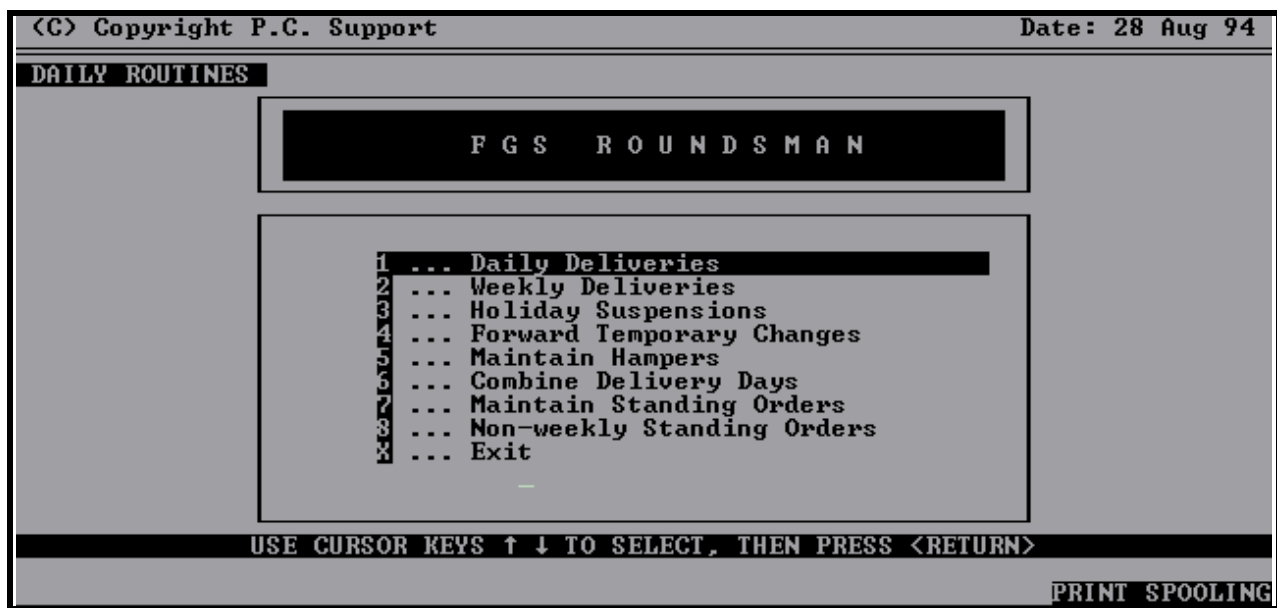 (C) Copyright P.C. Support Date: 28 Aug 94
DAILY ROUTINES
F G S R O U N D S M A N
1 ... Daily Deliveries
2 ... Weekly Deliveries
3 ... Holiday Suspensions
4 ... Forward Temporary Changes
5 ... Maintain Hampers
6 ... Combine Delivery Days
7 ... Maintain Standing Orders
8 ... Non-weekly Standing Orders
X ... Exit
USE CURSOR KEYS ↑ ↓ TO SELECT, THEN PRESS <RETURN>
PRINT SPOOLING